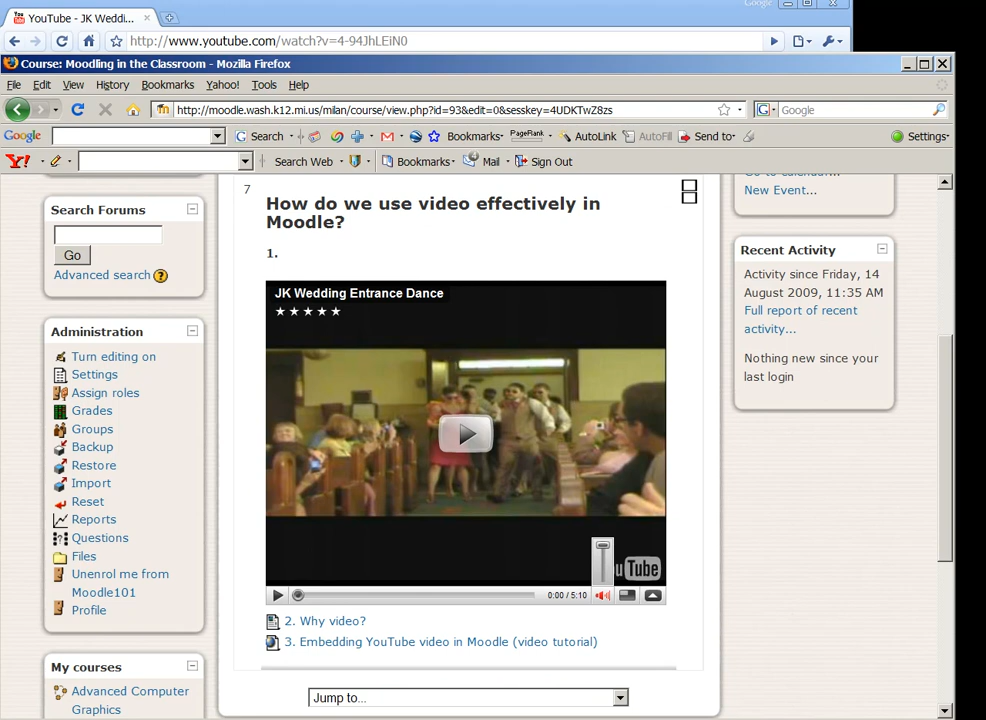 Google
YouTube - JK Weddi...
http://www.youtube.com/watch?v=4-94JhLEiN0
Course: Moodling in the Classroom - Mozilla Firefox
File Edit View History Bookmarks Yahoo! Tools Help
http://moodle.wash.k12.mi.us/milan/course/view.php?id=93&edit=0&sesskey=4UDKTwZ8zs
Google
Google Search Bookmarks PageRank AutoLink AutoFill Send to Settings
Y! Search Web Bookmarks Mail Sign Out
Search Forums
Go
Advanced search ?
Administration
Turn editing on
Settings
Assign roles
Grades
Groups
Backup
Restore
Import
Reset
Reports
Questions
Files
Unenrol me from
Moodle101
Profile
My courses
Advanced Computer
Graphics
7
How do we use video effectively in
Moodle?
1.
JK Wedding Entrance Dance
uTube
0:00 / 5:10
2. Why video?
3. Embedding YouTube video in Moodle (video tutorial)
Jump to...
Go to calendar...
New Event...
Recent Activity
Activity since Friday, 14
August 2009, 11:35 AM
Full report of recent
activity...
Nothing new since your
last login